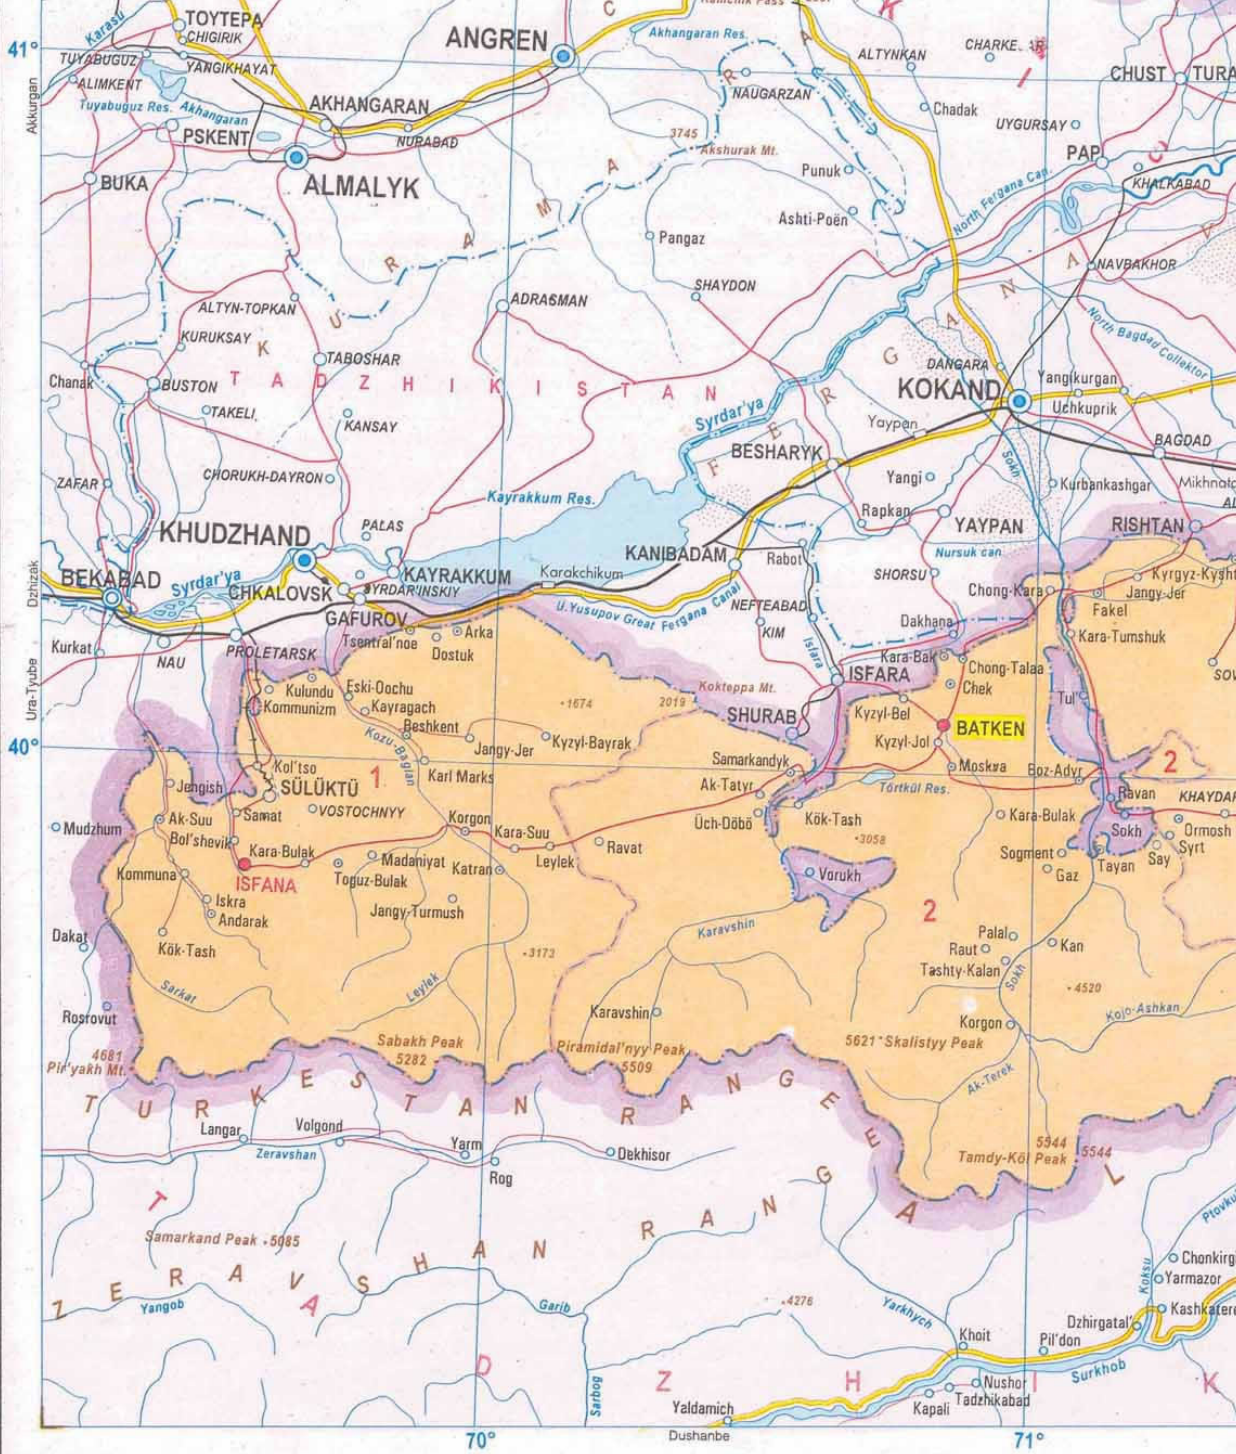 Karasu
TOYTEPA
CHIGIRIK
TUYABUGUZ
YANGIKHAYAT
ALIMKENT
Tuyabuguz Res.
Akhangaran
PSKENT
BUKA
AKHANGARAN
NURABAD
ALMALYK
ANGREN
Akhangaran Res.
ALTYNKAN
CHUST
TURA
NAUGARZAN
Chadak
UYGURSAY
3745
Akshurak Mt.
Punuk
PAP
KHALKABAD
North Fergana Can.
Ashti-Poën
Pangaz
NAVBAKHOR
SHAYDON
ADRASMAN
ALTYN-TOPKAN
KURUKSAY
TABOSHAR
Chanak
BUSTON
TAKELI
KANSAY
K U R A M A R
C
K I
TADZHIKISTAN
FERGANA V
North Bagdad Collector
DANGARA
KOKAND
Yangikurgan
Uchkuprik
Yaypan
Syrdar'ya
BESHARYK
BAGDAD
ZAFAR
CHORUKH-DAYRON
Yangi
Sokh
Kurbankashgar
Kayrakkum Res.
PALAS
Rapkan
YAYPAN
RISHTAN
KHUDZHAND
KANIBADAM
Rabot
Nursuk can.
BEKABAD
Syrdar'ya
CHKALOVSK
KAYRAKKUM
SYRDAR'INSKIY
Karakchikum
SHORSU
Chong-Kara
Jangy-Jer
Fakel
GAFUROV
U.Yusupov Great Fergana Canal
NEFTEABAD
KIM
Isfara
Dakhana
Kara-Tumshuk
Kurkat
NAU
PROLETARSK
Tsentral'noe
Arka
Dostuk
Kara-Bak
Chong-Talaa
ISFARA
Chek
Kulundu
Eski-Oochu
Kommunizm
Kayragach
1674
2019
Kokteppa Mt.
SHURAB
Kyzyl-Bel
BATKEN
Tul'
Beshkent
Kozu-Baglan
Jangy-Jer
Kyzyl-Bayrak
Kyzyl-Jol
Samarkandyk
Moskva
Boz-Adyr
2
Kol'tso
SÜLÜKTÜ
1
Karl Marks
Jengish
Samat
VOSTOCHNYY
Ak-Tatyr
Törtkül Res.
Ravan
KHAYDAR
Mudzhum
Ak-Suu
Bol'shevik
Korgon
Kara-Suu
Üch-Döbö
Kök-Tash
Kara-Bulak
Sokh
Ormosh
Kara-Bulak
Madaniyat
Katran
Leylek
Ravat
3058
Sogment
Tayan
Say
Syrt
Kommuna
ISFANA
Toguz-Bulak
Vorukh
Gaz
Iskra
Andarak
Jangy-Turmush
2
Karavshin
Dakat
Kök-Tash
Palal
Raut
Kan
3173
Tashty-Kalan
Sokh
4520
Sarkat
Leylek
Rosrovut
Karavshin
Korgon
Kojo-Ashkan
Sabakh Peak
5282
Piramidal'nyy Peak
5509
5621 Skalistyy Peak
4681
Pir'yakh Mt.
Ak-Terek
TURKESTAN RANGE
Langar
Volgond
Yarm
Zeravshan
Rog
Dekhisor
5544
Tamdy-Köl Peak
5544
T A D Z H I K
A L
Samarkand Peak 5085
ZERAVSHAN RANGE
Yangob
Garib
4276
Yarkhych
Koksu
Yarmazor
Dzhirgatal'
Khoit
Pil'don
Surkhob
Sarbog
Nushor
Tadzhikabad
Kapali
Yaldamich
70°
Dushanbe
71°
41°
Akkurgan
Dzhizak
Ura-Tyube
40°